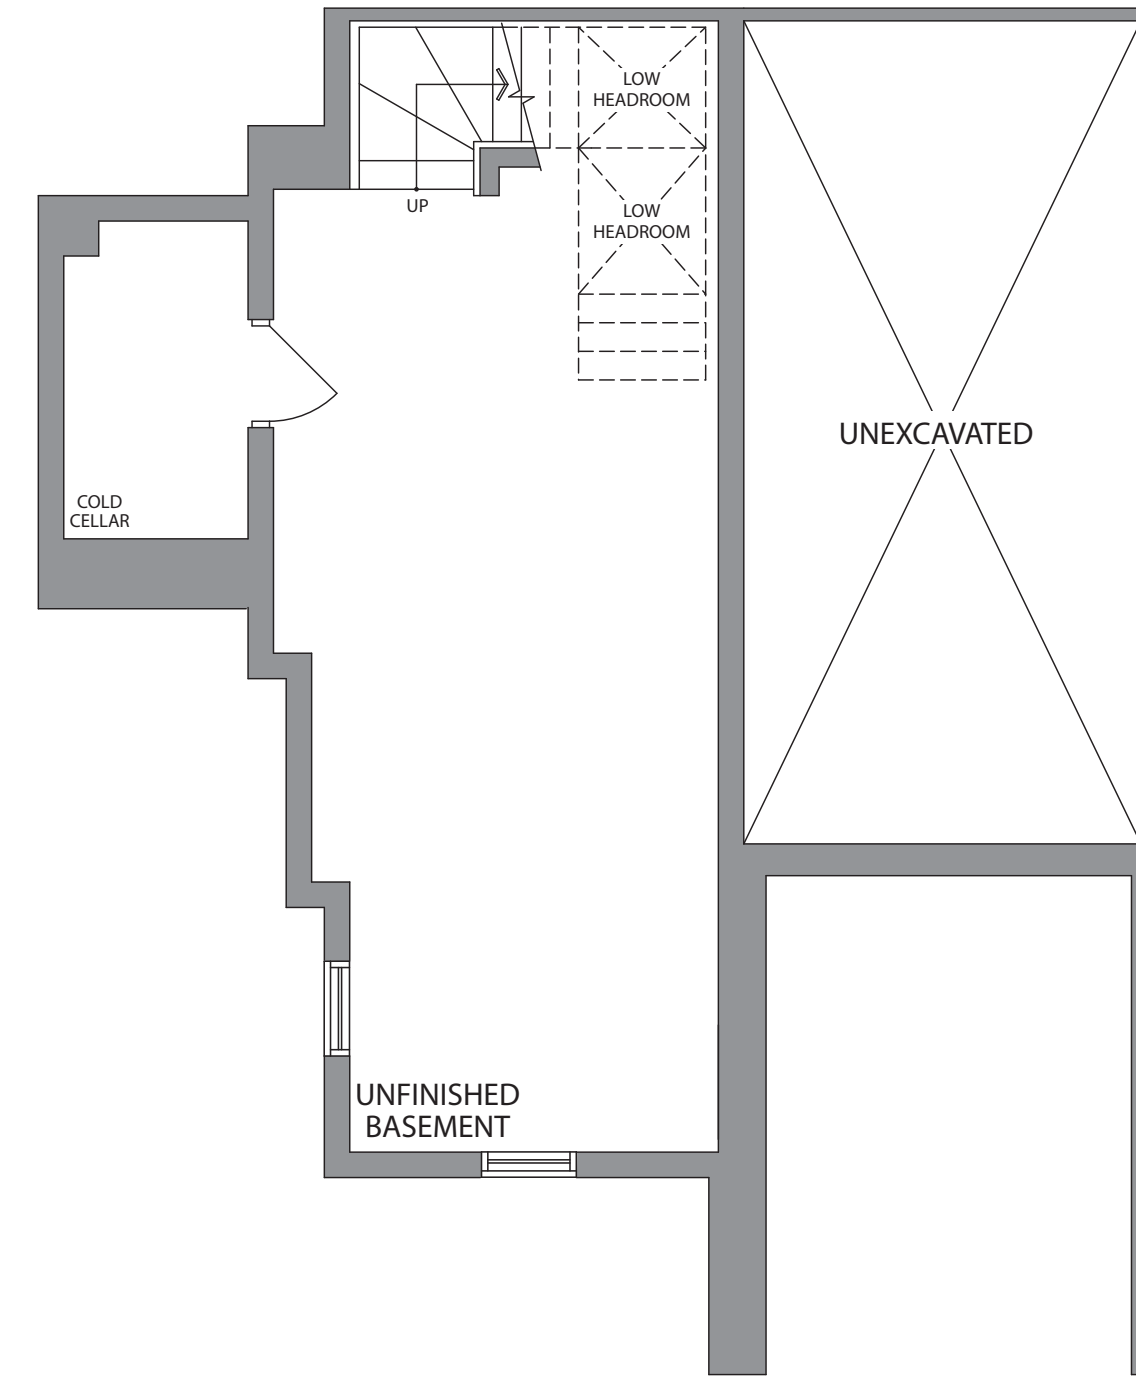 LOW
HEADROOM
UP
LOW
HEADROOM
UNEXCAVATED
COLD
CELLAR
UNFINISHED
BASEMENT